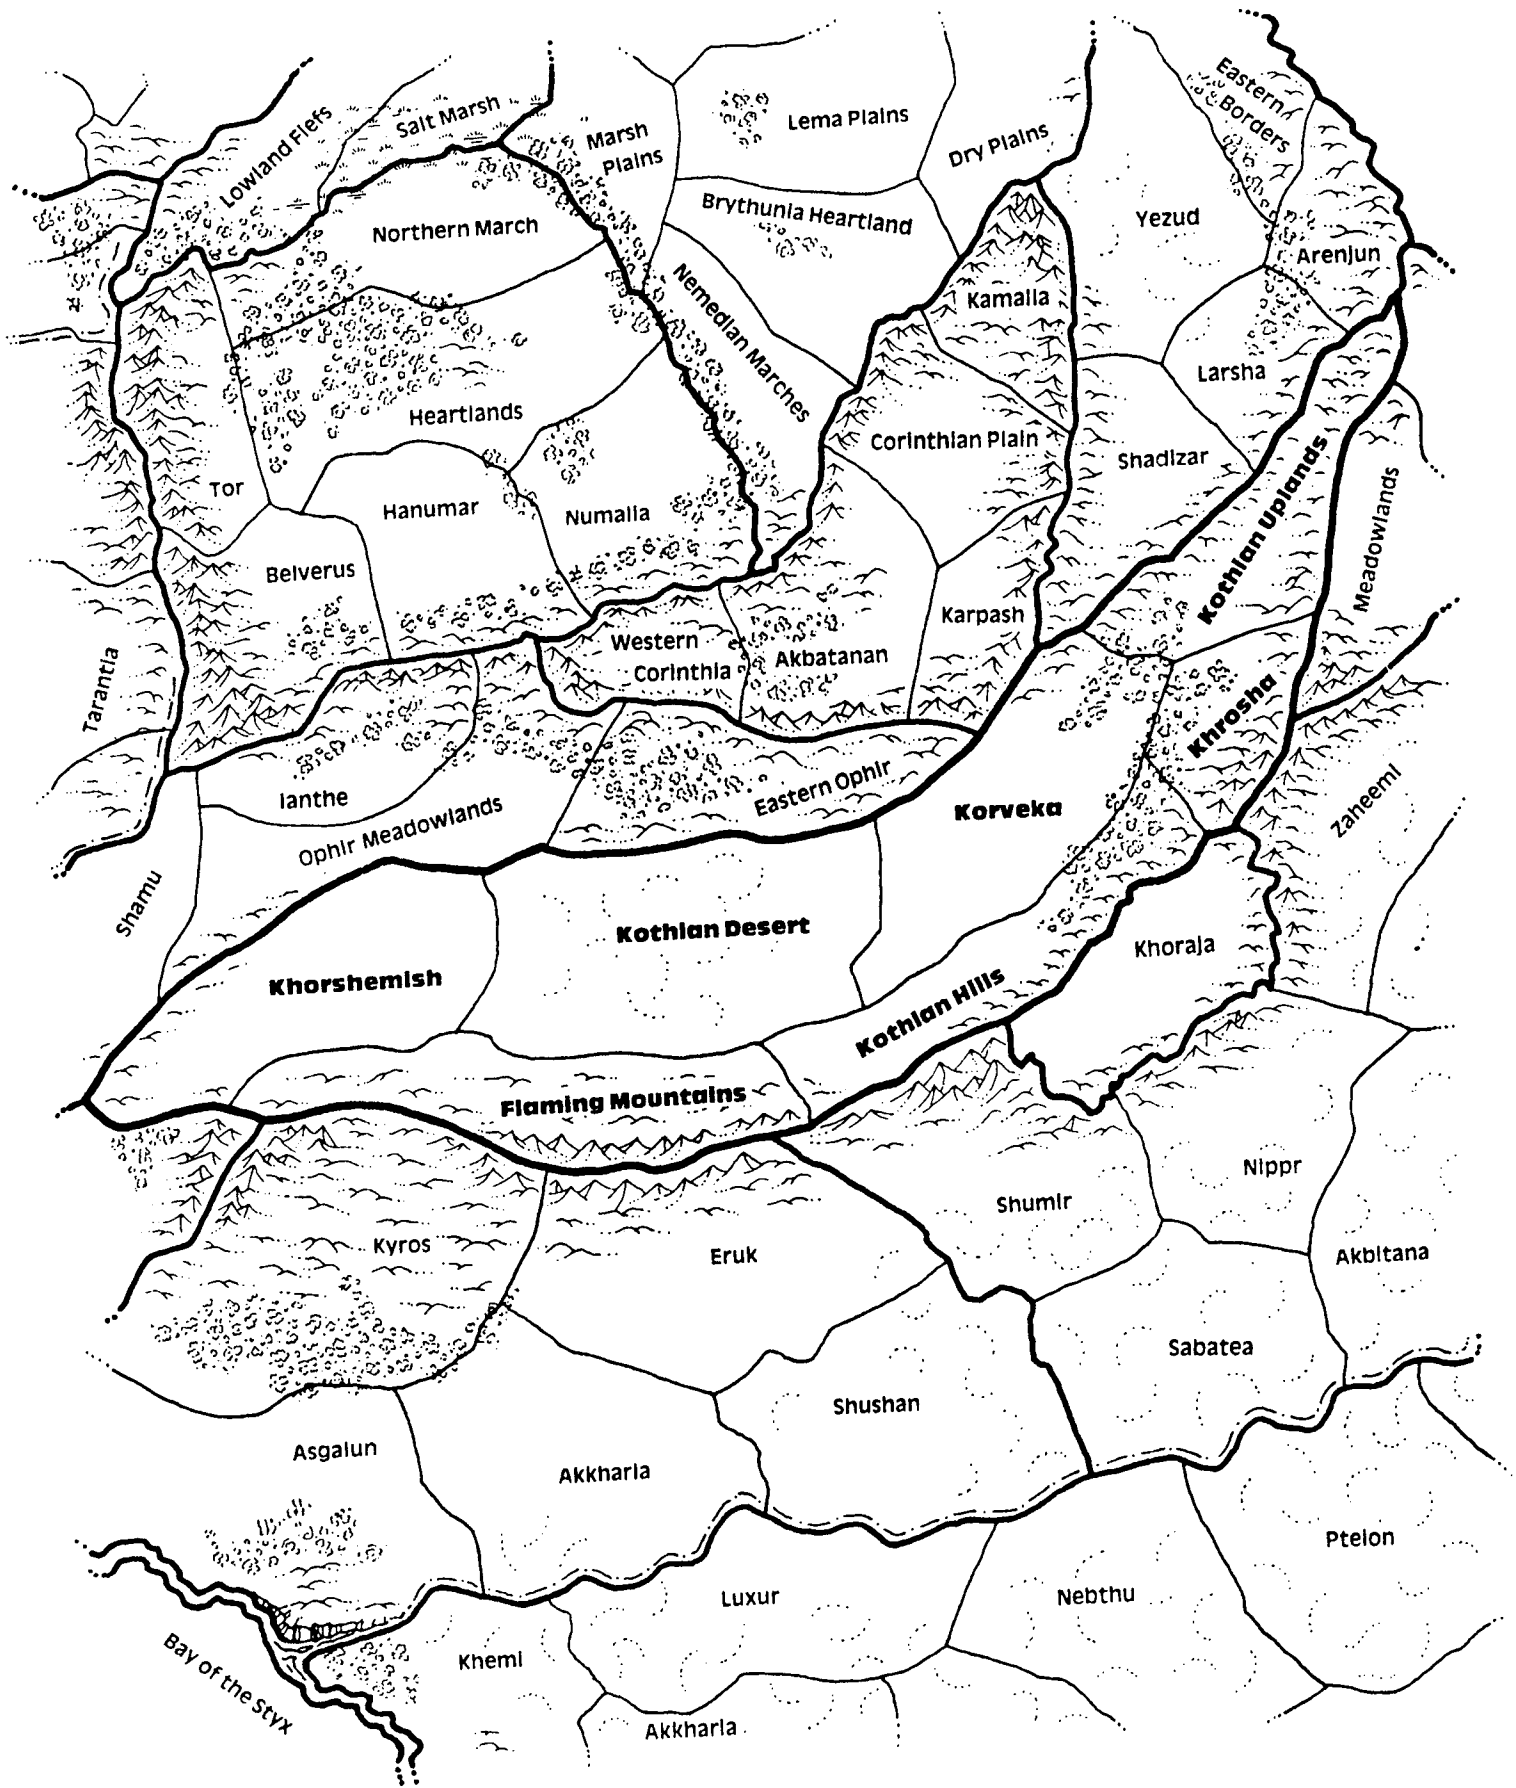 Eastern
Borders
Lowland Fiefs
Salt Marsh
Marsh
Plains
Lema Plains
Dry Plains
Northern March
Brythunia Heartland
Yezud
Arenjun
Nemedian Marches
Kamalla
Larsha
Heartlands
Corinthian Plain
Shadizar
Tor
Hanumar
Numalia
Kothian Uplands
Meadowlands
Belverus
Karpash
Western
Corinthia
Akbatanan
Tarantia
Khrosha
Ianthe
Ophir Meadowlands
Eastern Ophir
Korveka
Zaheemi
Shamu
Kothian Desert
Khoraja
Khorshemish
Kothian Hills
Flaming Mountains
Nippr
Shumir
Kyros
Eruk
Akbitana
Sabatea
Shushan
Asgalun
Akkharia
Ptelon
Luxur
Nebthu
Khemi
Bay of the Styx
Akkharia